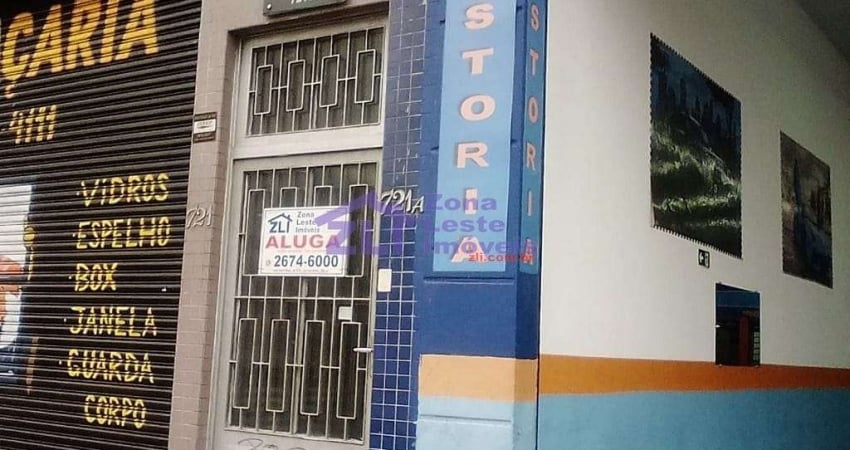 ÇARIA
VIDROS
ESPELHO
BOX
JANELA
GUARDA
CORPO
721
721A
ZLi
Zona
Leste
Imóveis
ALUGA
2674-6000
STORIA
STORIA
ZLi
Zona
Leste
Imóveis
zli.com.br